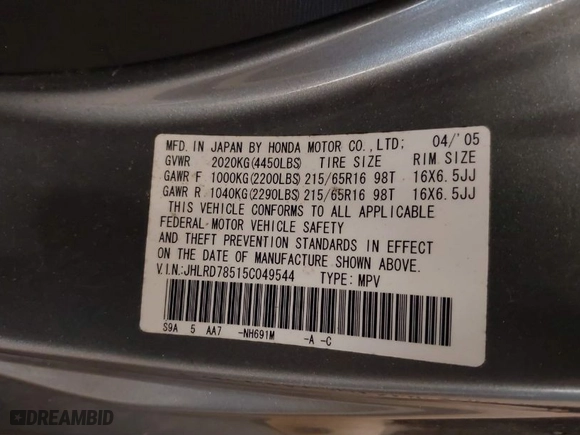 MFD. IN JAPAN BY HONDA MOTOR CO., LTD; 04/'05
GVWR 2020KG(4450LBS) TIRE SIZE RIM SIZE
GAWR F 1000KG(2200LBS) 215/65R16 98T 16X6.5JJ
GAWR R 1040KG(2290LBS) 215/65R16 98T 16X6.5JJ
THIS VEHICLE CONFORMS TO ALL APPLICABLE
FEDERAL MOTOR VEHICLE SAFETY
AND THEFT PREVENTION STANDARDS IN EFFECT
ON THE DATE OF MANUFACTURE SHOWN ABOVE.
V.I.N:JHLRD78515C049544 TYPE: MPV
S9A 5 AA7 -NH691M -A -C
DREAMBID